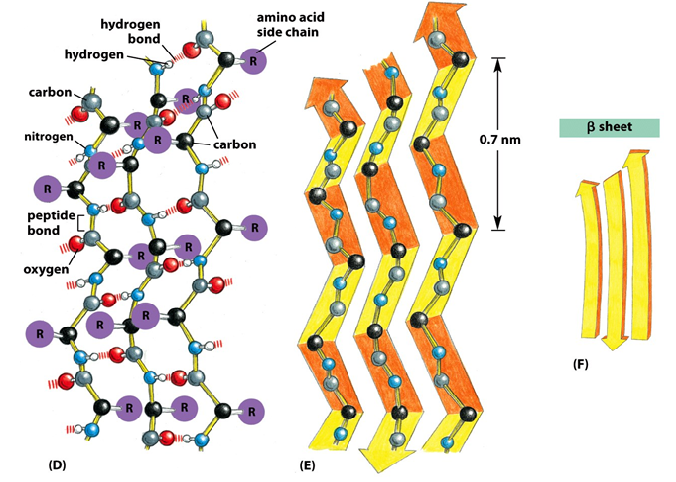 hydrogen
bond
amino acid
side chain
hydrogen
R
carbon
R
R
R
carbon
nitrogen
R
R
peptide
bond
R
R
R
oxygen
R
R
R
R
R
(D)
(E)
0.7 nm
β sheet
(F)